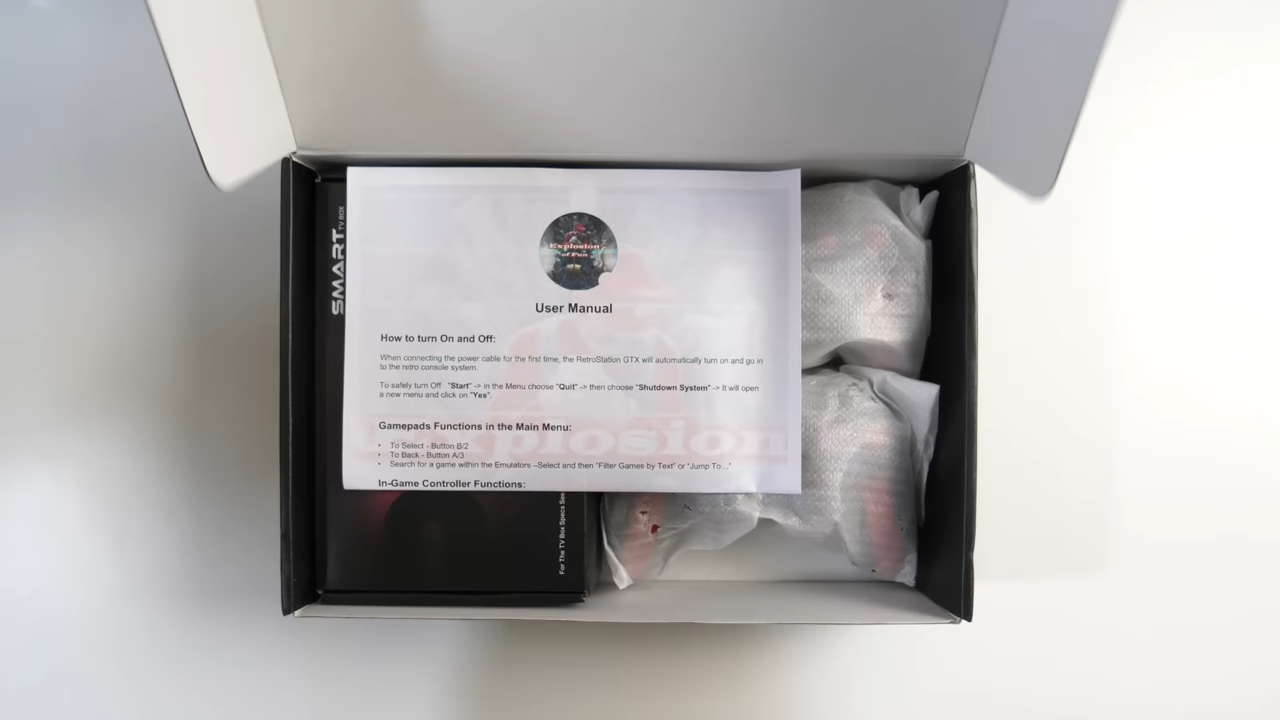 SMART TV BOX
Explosion
of Fun
User Manual
How to turn On and Off:
When connecting the power cable for the first time, the RetroStation GTX will automatically turn on and go in
to the retro console system.
To safely turn Off "Start" -> in the Menu choose "Quit" -> then choose "Shutdown System" -> It will open
a new menu and click on "Yes".
Gamepads Functions in the Main Menu:
• To Select - Button B/2
• To Back - Button A/3
• Search for a game within the Emulators –Select and then "Filter Games by Text" or "Jump To..."
In-Game Controller Functions:
plosion
For The TV Box Specs See